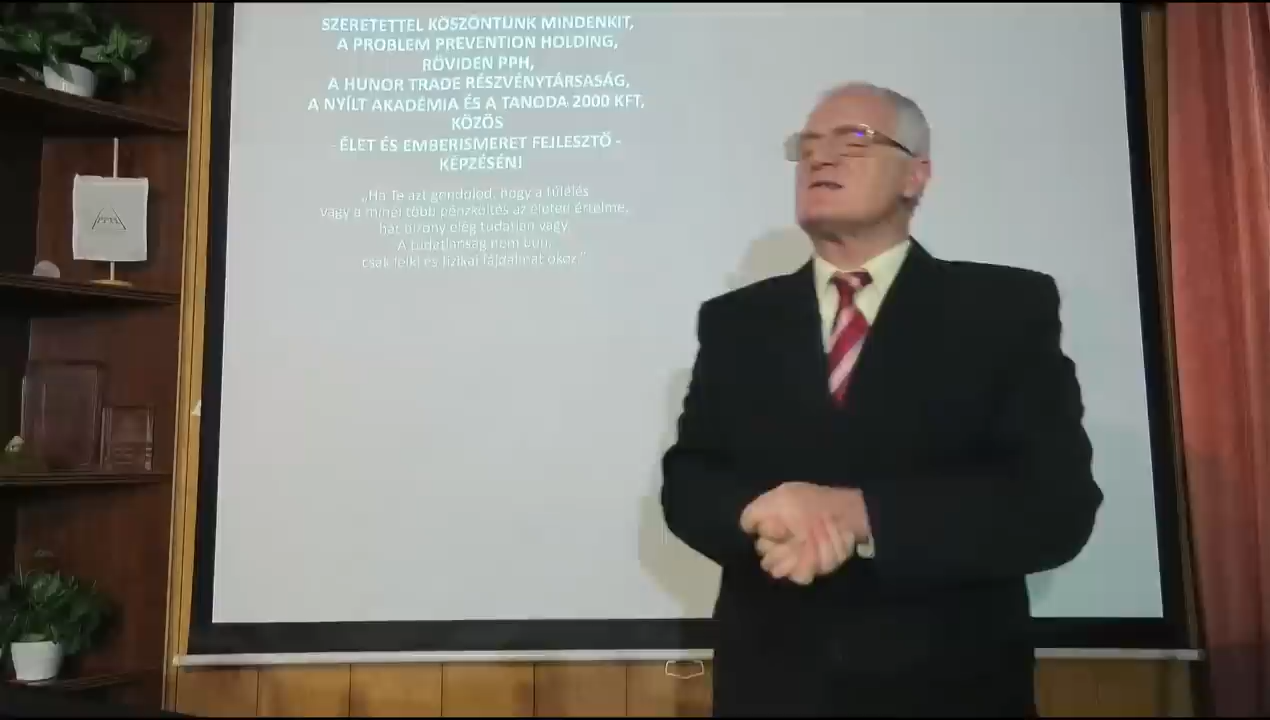 SZERETETTEL KÖSZÖNTÜNK MINDENKIT,
A PROBLEM PREVENTION HOLDING,
RÖVIDEN PPH,
A HUNOR TRADE RÉSZVÉNYTÁRSASÁG,
A NYÍLT AKADÉMIA ÉS A TANODA 2000 KFT,
KÖZÖS
- ÉLET ÉS EMBERISMERET FEJLESZTŐ -
KÉPZÉSÉN!
„Ha Te azt gondolod, hogy a túlélés
vagy a minél több pénzköltés az életed értelme,
hát bizony elég tudatlan vagy.
A tudatlanság nem bűn,
csak lelki és fizikai fájdalmat okoz."